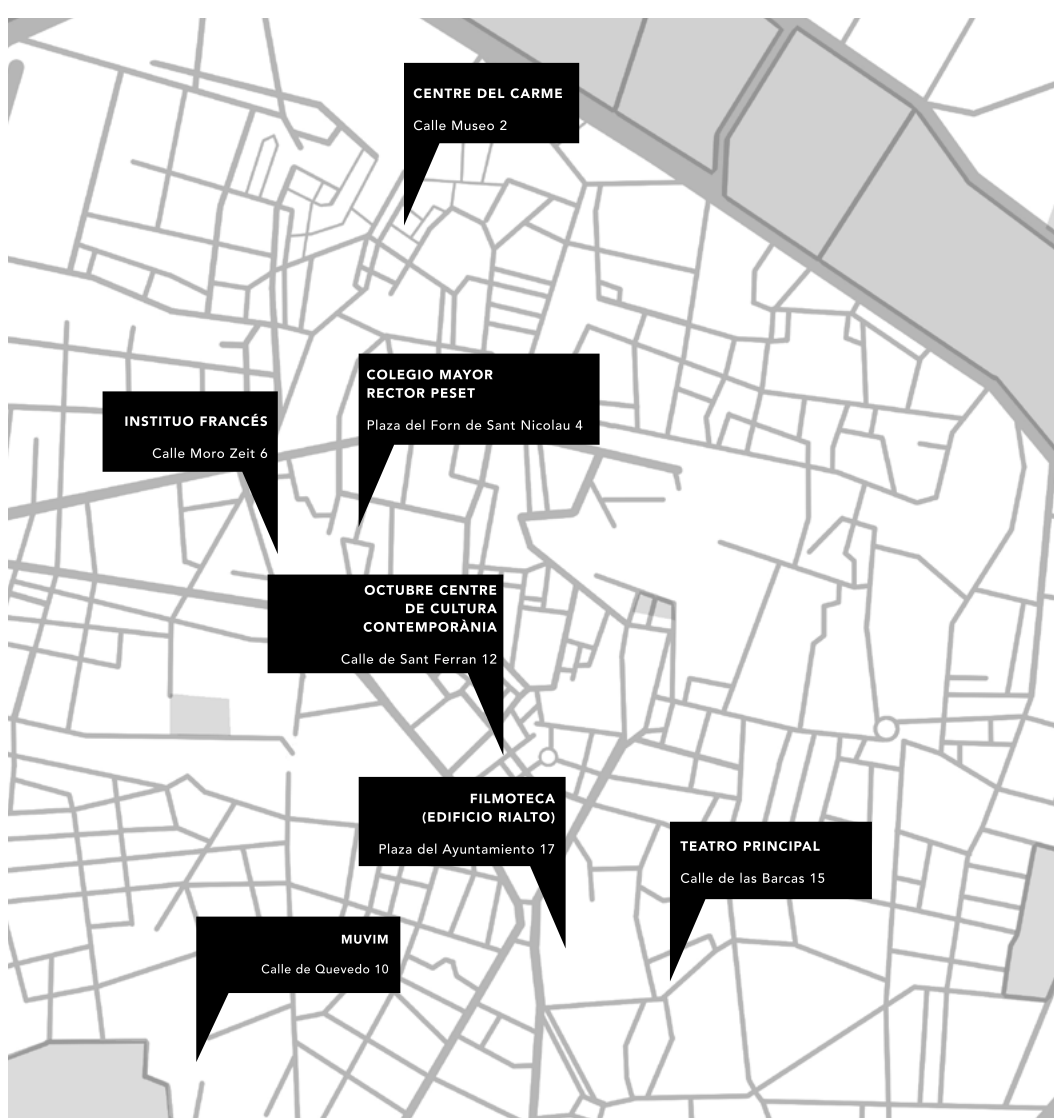 CENTRE DEL CARME
Calle Museo 2
COLEGIO MAYOR
RECTOR PESET
Plaza del Forn de Sant Nicolau 4
INSTITUO FRANCÉS
Calle Moro Zeit 6
OCTUBRE CENTRE
DE CULTURA
CONTEMPORÀNIA
Calle de Sant Ferran 12
FILMOTECA
(EDIFICIO RIALTO)
Plaza del Ayuntamiento 17
TEATRO PRINCIPAL
Calle de las Barcas 15
MUVIM
Calle de Quevedo 10